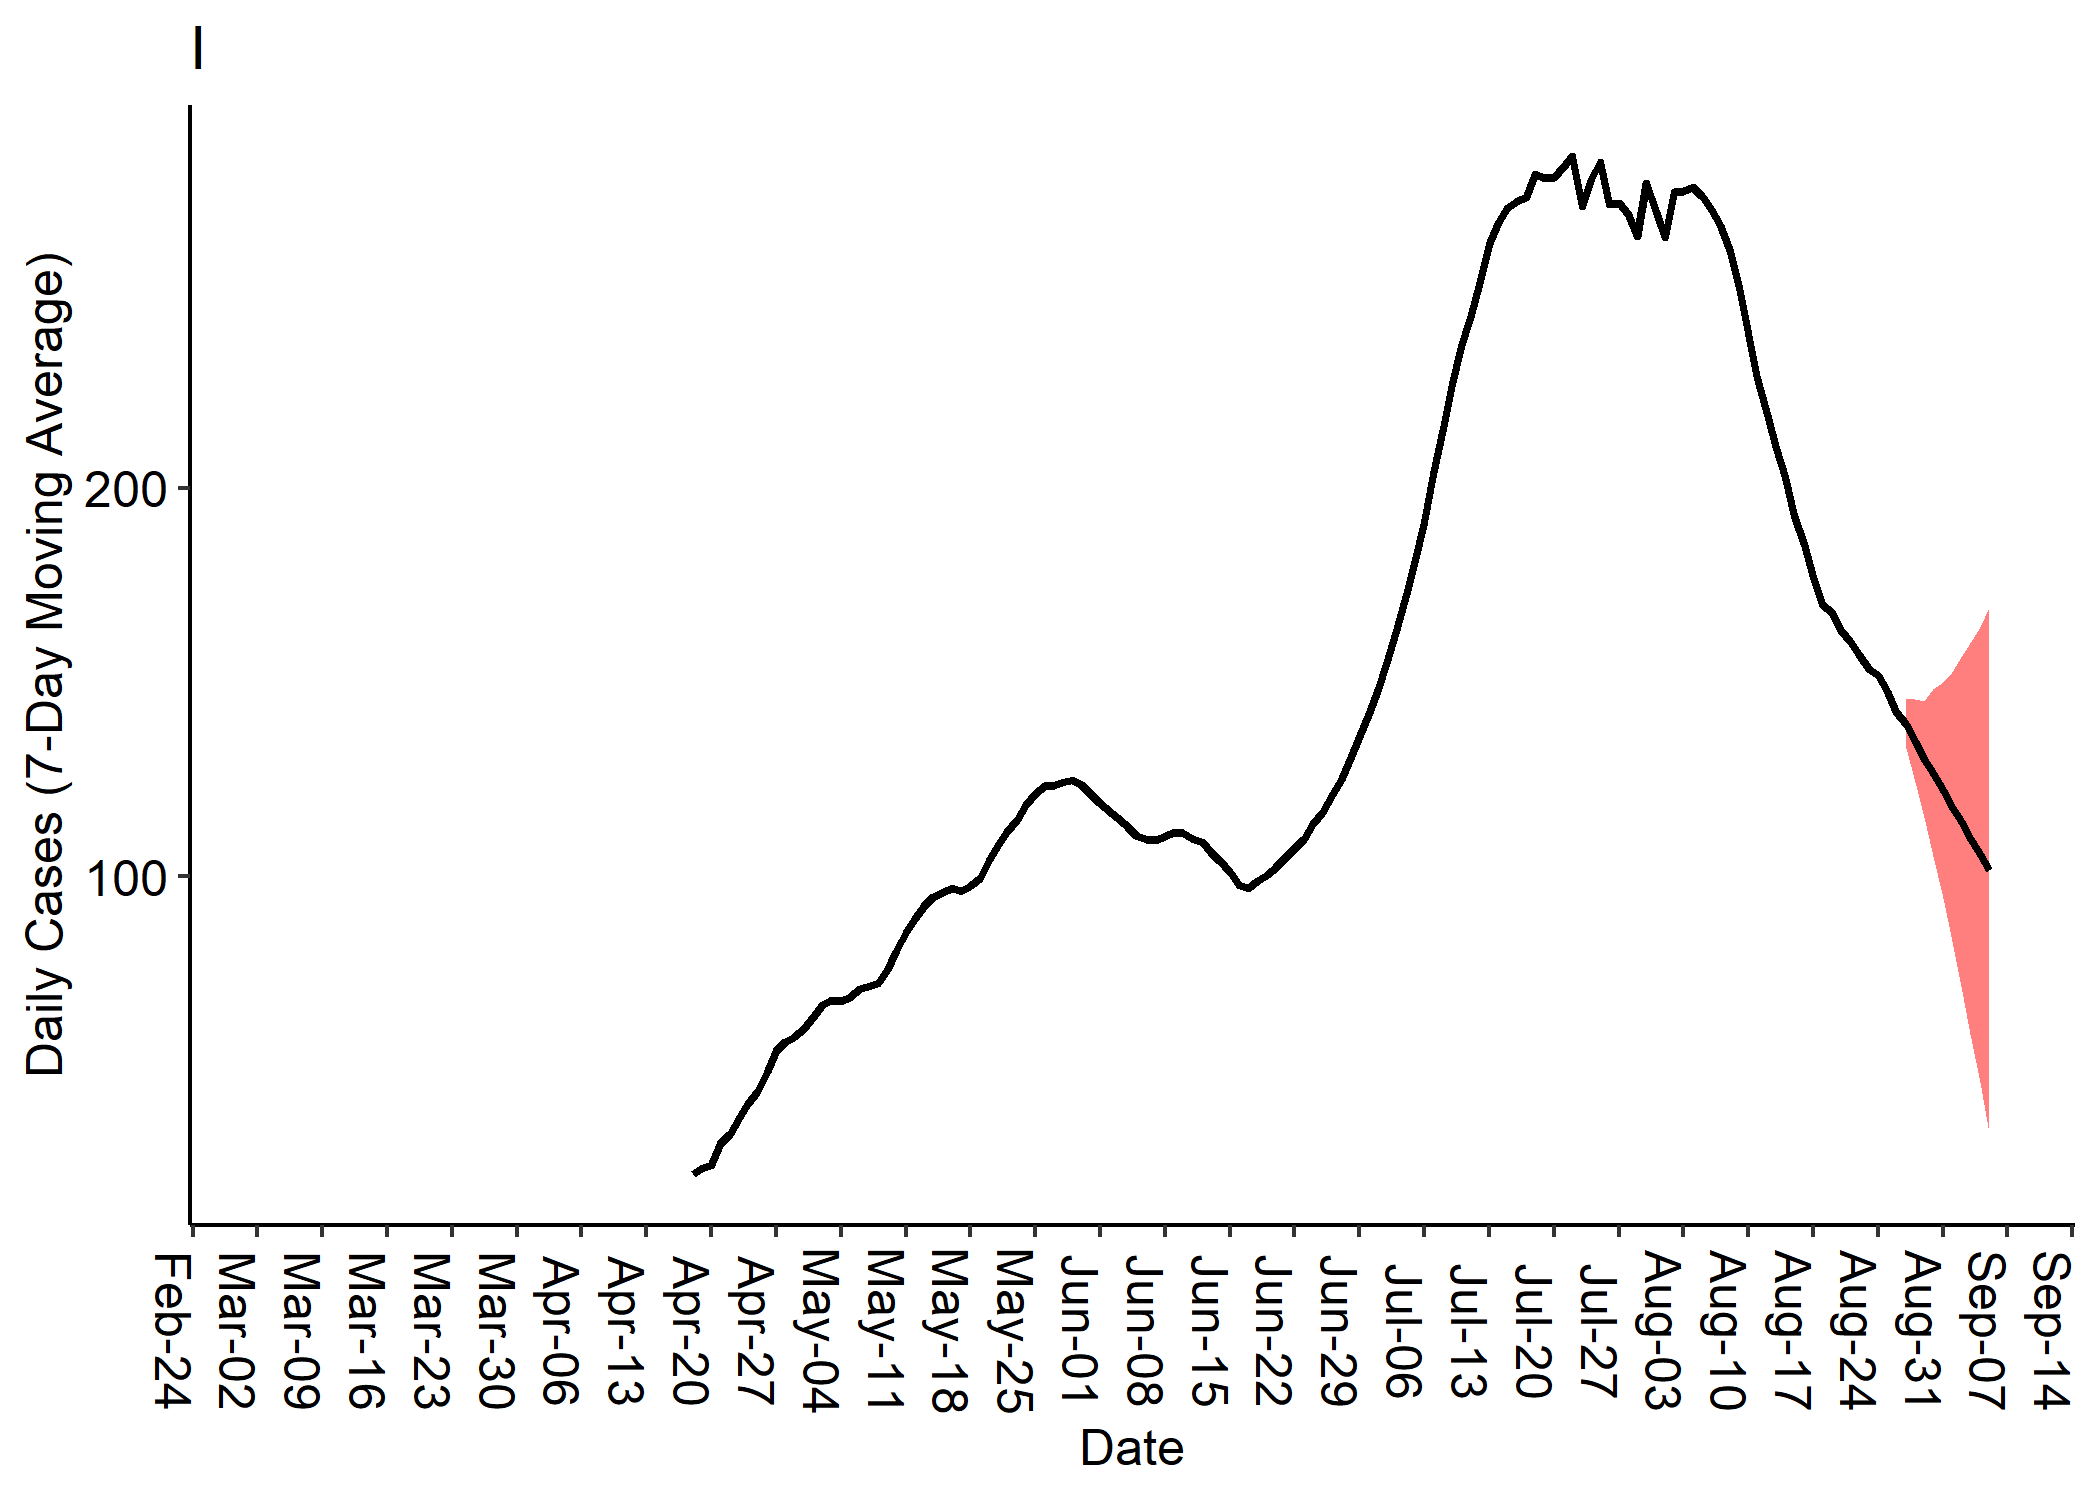 I
Daily Cases (7-Day Moving Average)
200
100
Feb-24
Mar-02
Mar-09
Mar-16
Mar-23
Mar-30
Apr-06
Apr-13
Apr-20
Apr-27
May-04
May-11
May-18
May-25
Jun-01
Jun-08
Jun-15
Jun-22
Jun-29
Jul-06
Jul-13
Jul-20
Jul-27
Aug-03
Aug-10
Aug-17
Aug-24
Aug-31
Sep-07
Sep-14
Date